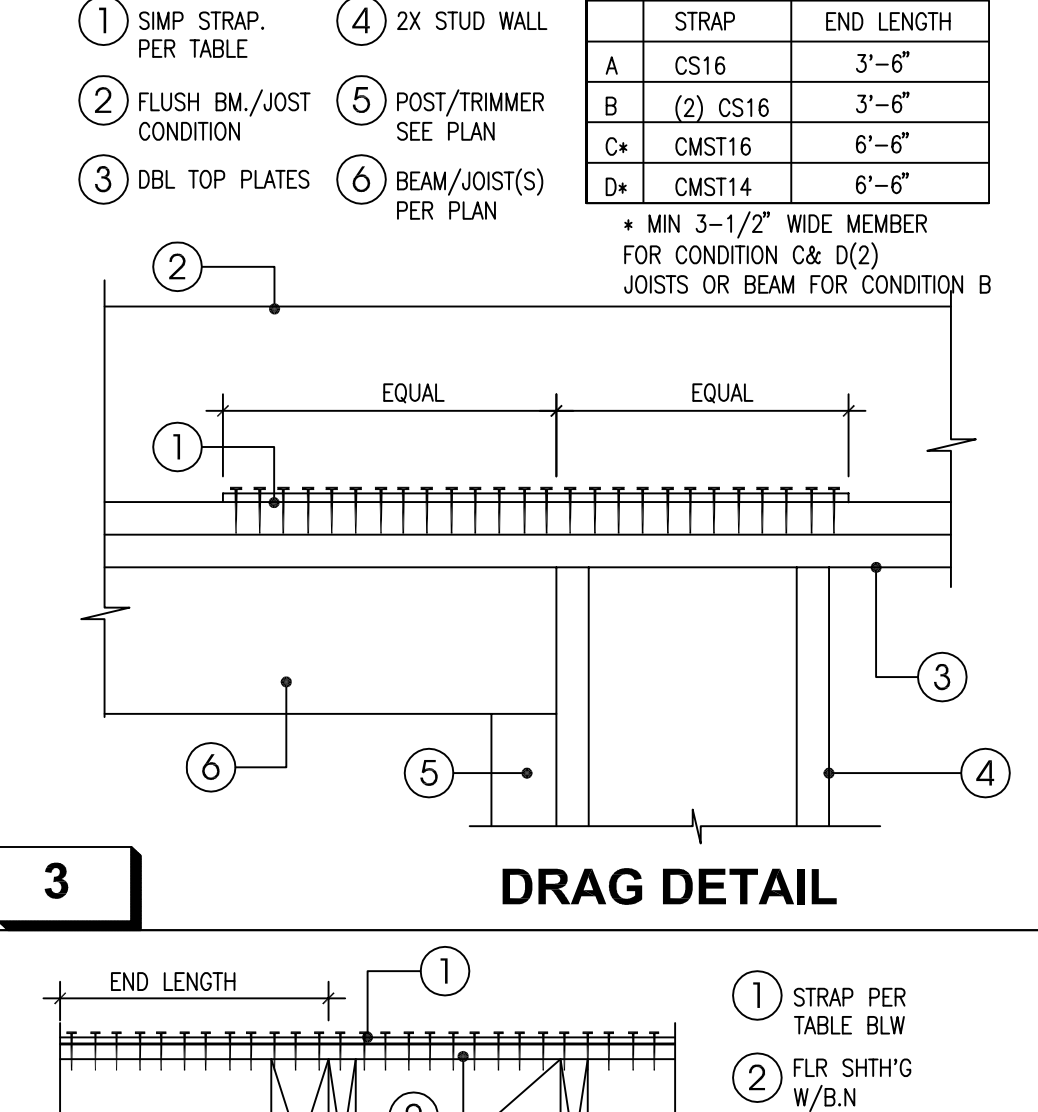 1 SIMP STRAP.
PER TABLE
2 FLUSH BM./JOST
CONDITION
3 DBL TOP PLATES
4 2X STUD WALL
5 POST/TRIMMER
SEE PLAN
6 BEAM/JOIST(S)
PER PLAN
STRAP END LENGTH
A CS16 3'-6"
B (2) CS16 3'-6"
C* CMST16 6'-6"
D* CMST14 6'-6"
* MIN 3-1/2" WIDE MEMBER
FOR CONDITION C& D(2)
JOISTS OR BEAM FOR CONDITION B
2
EQUAL EQUAL
1
3
6 5 4
3 DRAG DETAIL
END LENGTH 1
1 STRAP PER
TABLE BLW
2 FLR SHTH'G
W/B.N